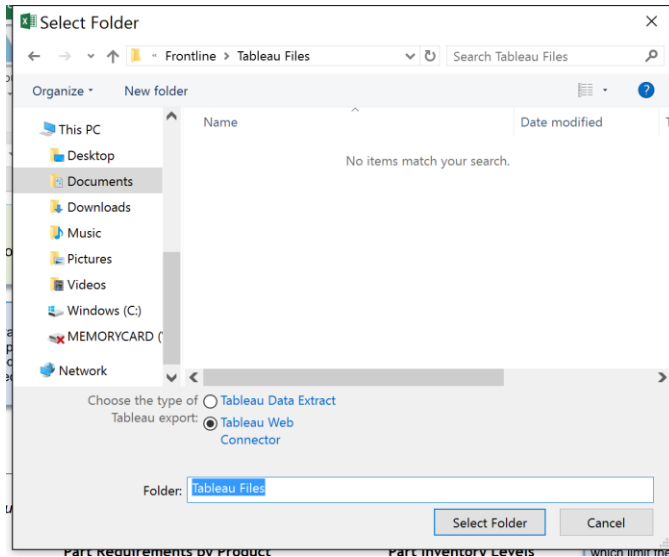 Select Folder
« Frontline > Tableau Files
Search Tableau Files
Organize
New folder
Name
Date modified
This PC
No items match your search.
Desktop
Documents
Downloads
Music
Pictures
Videos
Windows (C:)
MEMORYCARD (
Network
Choose the type of
Tableau export:
Tableau Data Extract
Tableau Web
Connector
Folder: Tableau Files
Select Folder
Cancel
Part Requirements by Product
Part Inventory Levels
which limit the